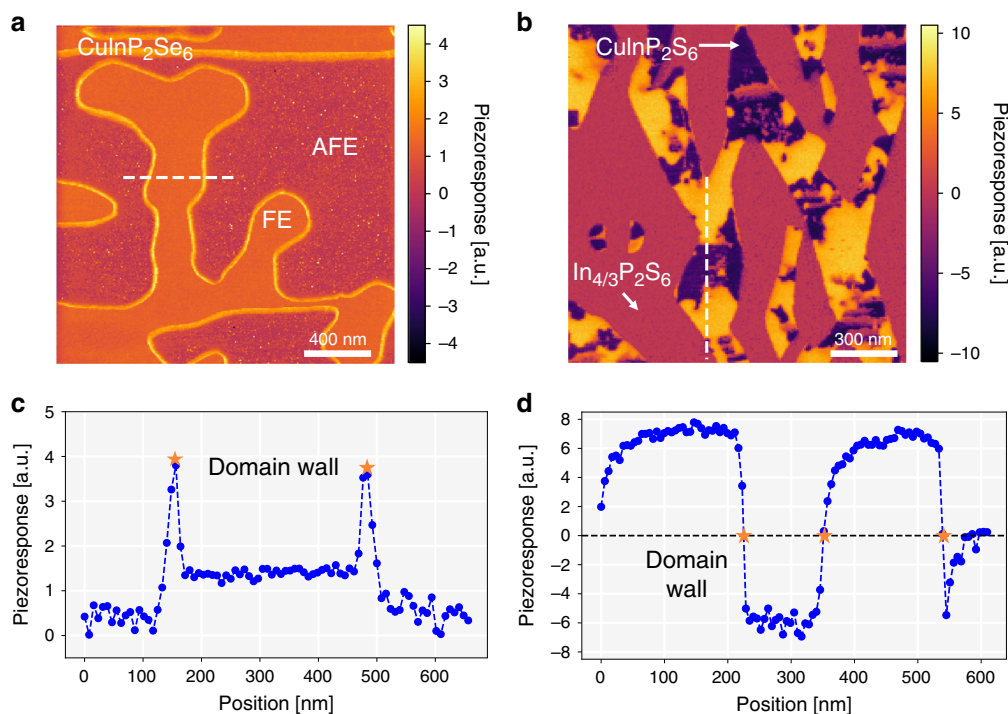 a
CuInP2Se6
AFE
FE
400 nm
4
3
2
1
0
−1
−2
−3
−4
Piezoresponse [a.u.]
b
CuInP2S6
In4/3P2S6
300 nm
10
5
0
−5
−10
Piezoresponse [a.u.]
c
Domain wall
5
4
3
2
1
0
Piezoresponse [a.u.]
0 100 200 300 400 500 600
Position [nm]
d
Domain
wall
8
6
4
2
0
−2
−4
−6
−8
Piezoresponse [a.u.]
0 100 200 300 400 500 600
Position [nm]